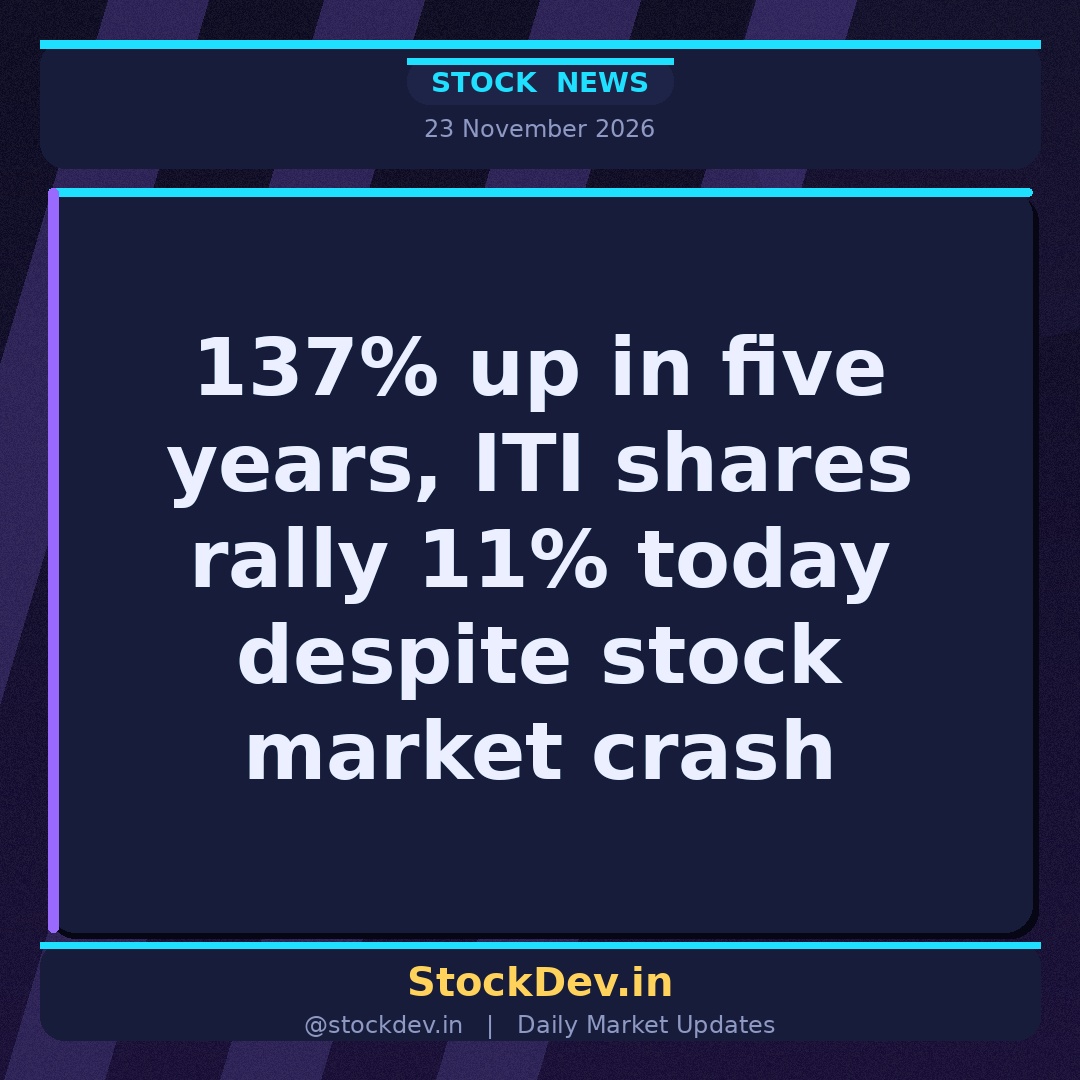 STOCK NEWS
23 November 2026
137% up in five
years, ITI shares
rally 11% today
despite stock
market crash
StockDev.in
@stockdev.in | Daily Market Updates